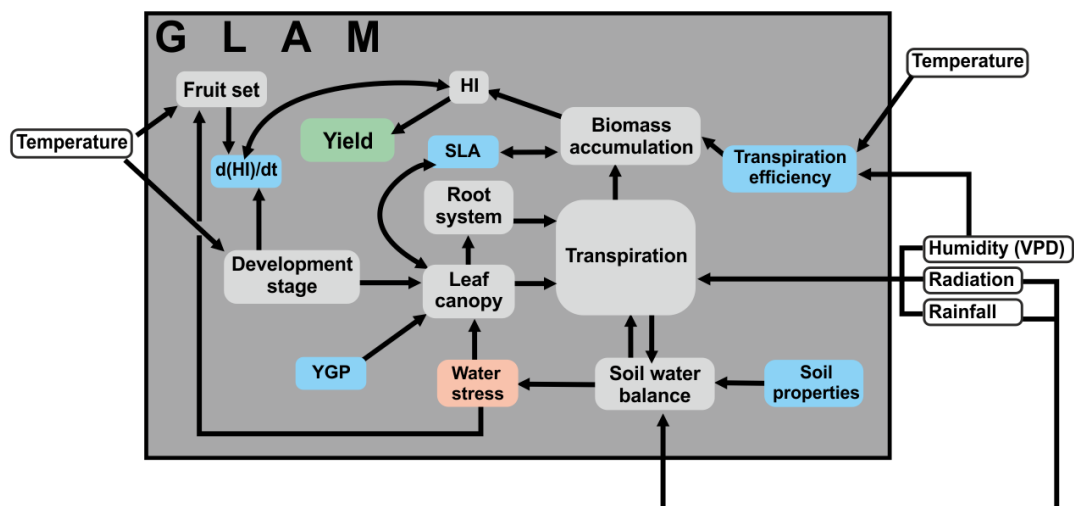 G L A M
Temperature
Fruit set
HI
Temperature
Yield
SLA
Biomass
accumulation
Transpiration
efficiency
d(HI)/dt
Root
system
Transpiration
Humidity (VPD)
Development
stage
Leaf
canopy
Radiation
Rainfall
YGP
Water
stress
Soil water
balance
Soil
properties